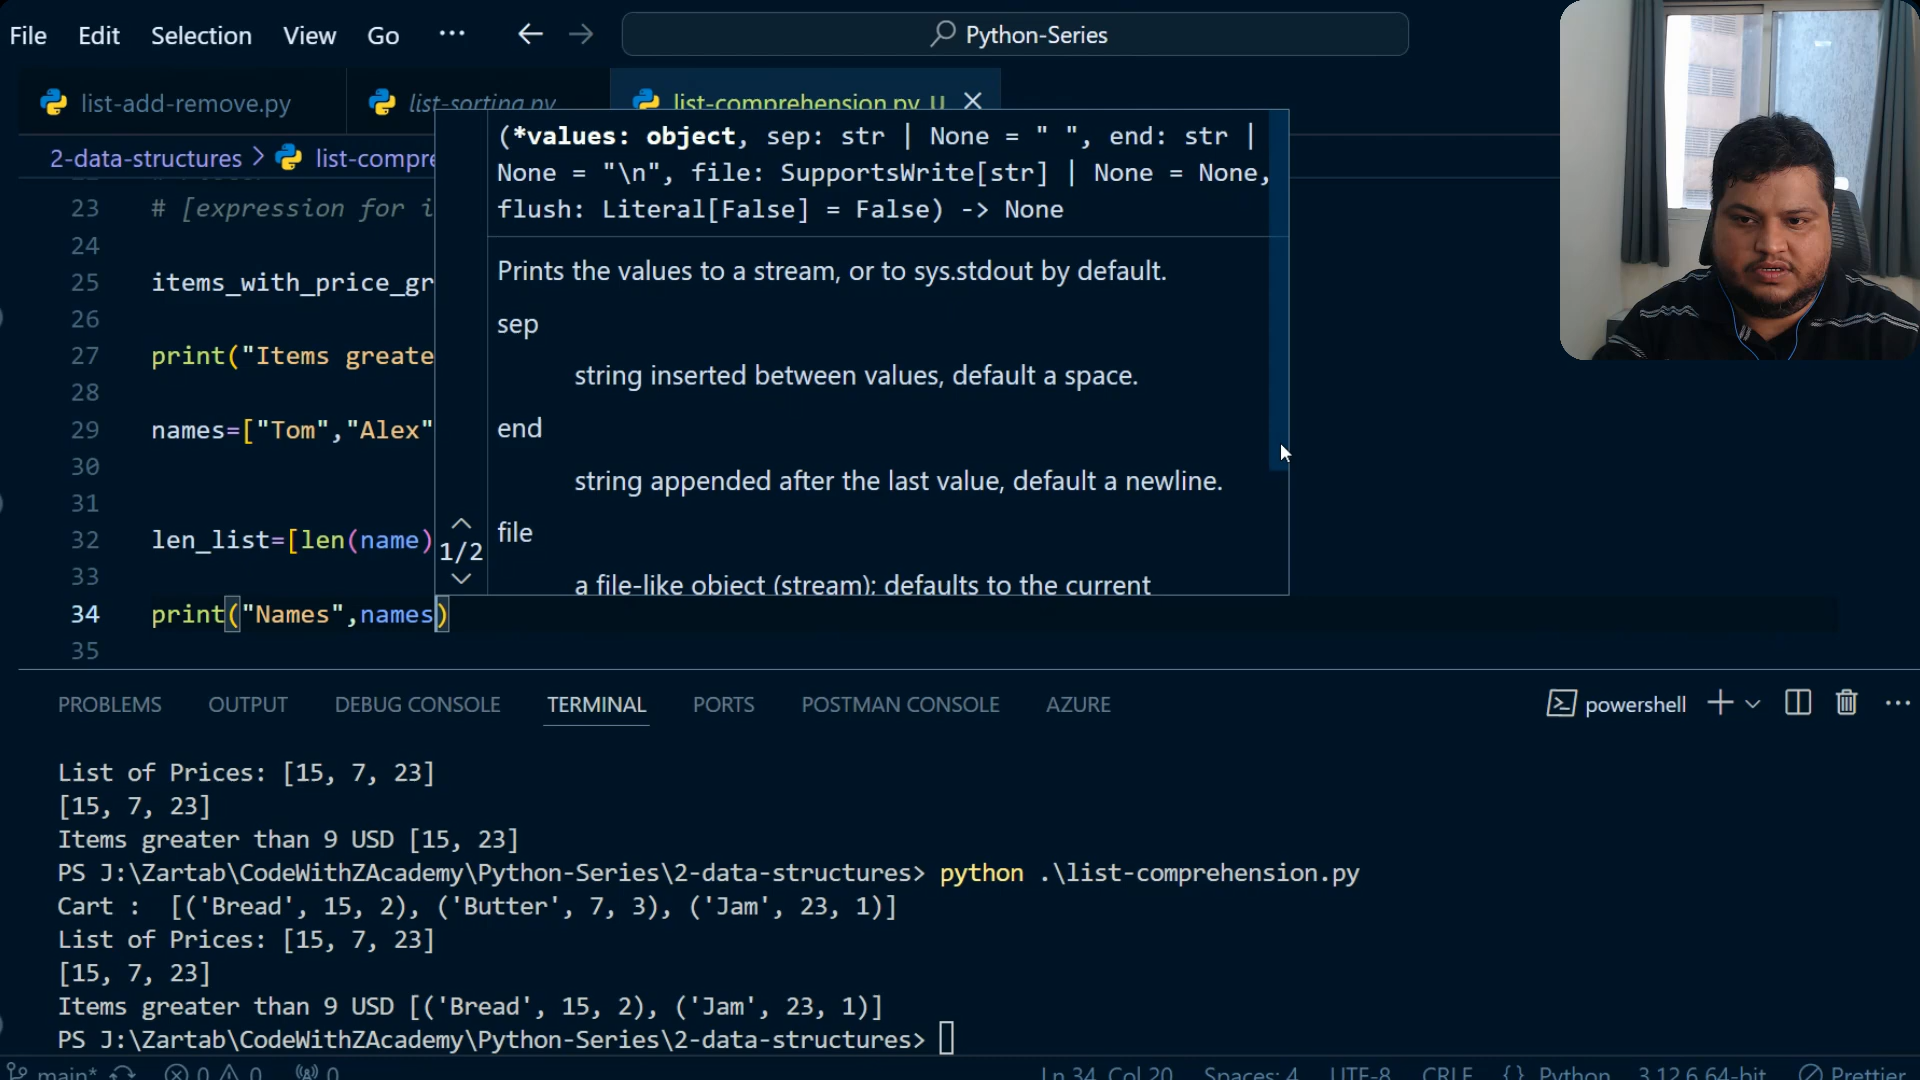 File Edit Selection View Go ··· Python-Series
list-add-remove.py list-sorting.py list-comprehension.py U
2-data-structures > list-compre
23 # [expression for i
24
25 items_with_price_gr
26
27 print("Items greate
28
29 names=["Tom","Alex"
30
31
32 len_list=[len(name)
33
34 print("Names",names)
35
(*values: object, sep: str | None = " ", end: str |
None = "\n", file: SupportsWrite[str] | None = None,
flush: Literal[False] = False) -> None
Prints the values to a stream, or to sys.stdout by default.
sep
string inserted between values, default a space.
end
string appended after the last value, default a newline.
file
a file-like object (stream); defaults to the current
1/2
PROBLEMS OUTPUT DEBUG CONSOLE TERMINAL PORTS POSTMAN CONSOLE AZURE powershell
List of Prices: [15, 7, 23]
[15, 7, 23]
Items greater than 9 USD [15, 23]
PS J:\Zartab\CodeWithZAcademy\Python-Series\2-data-structures> python .\list-comprehension.py
Cart :  [('Bread', 15, 2), ('Butter', 7, 3), ('Jam', 23, 1)]
List of Prices: [15, 7, 23]
[15, 7, 23]
Items greater than 9 USD [('Bread', 15, 2), ('Jam', 23, 1)]
PS J:\Zartab\CodeWithZAcademy\Python-Series\2-data-structures>
main* 0 0 0 Ln 34, Col 20 Spaces: 4 UTF-8 CRLF {} Python 3.12.6 64-bit Prettier